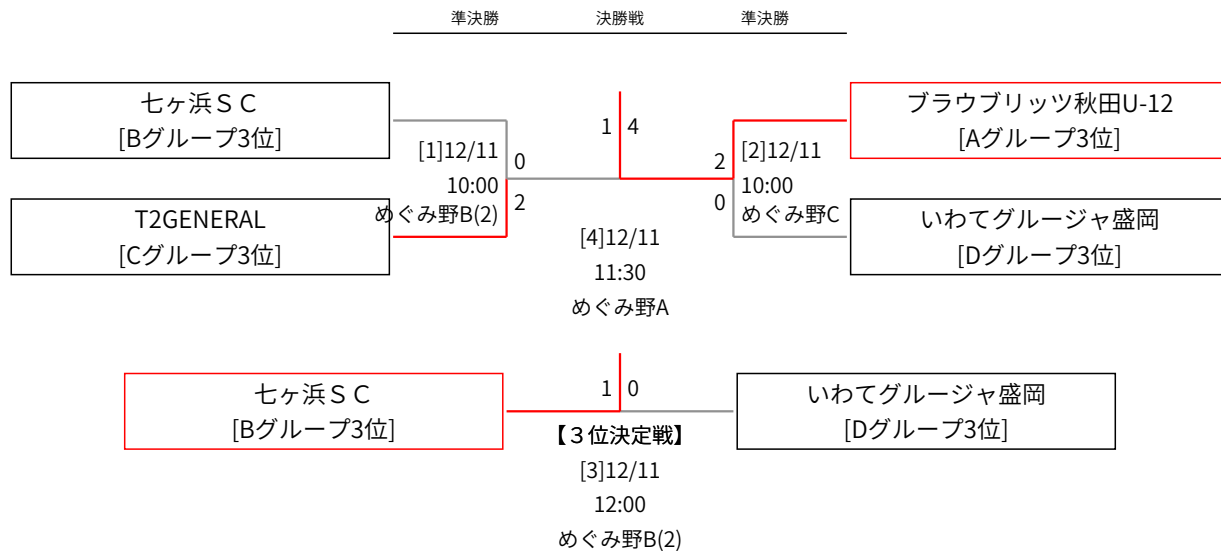 準決勝 決勝戦 準決勝
七ヶ浜ＳＣ
[Bグループ3位]
T2GENERAL
[Cグループ3位]
[1]12/11
10:00
めぐみ野B(2)
0
2
1 4
[4]12/11
11:30
めぐみ野A
2
0
[2]12/11
10:00
めぐみ野C
ブラウブリッツ秋田U-12
[Aグループ3位]
いわてグルージャ盛岡
[Dグループ3位]
七ヶ浜ＳＣ
[Bグループ3位]
1 0
【３位決定戦】
[3]12/11
12:00
めぐみ野B(2)
いわてグルージャ盛岡
[Dグループ3位]